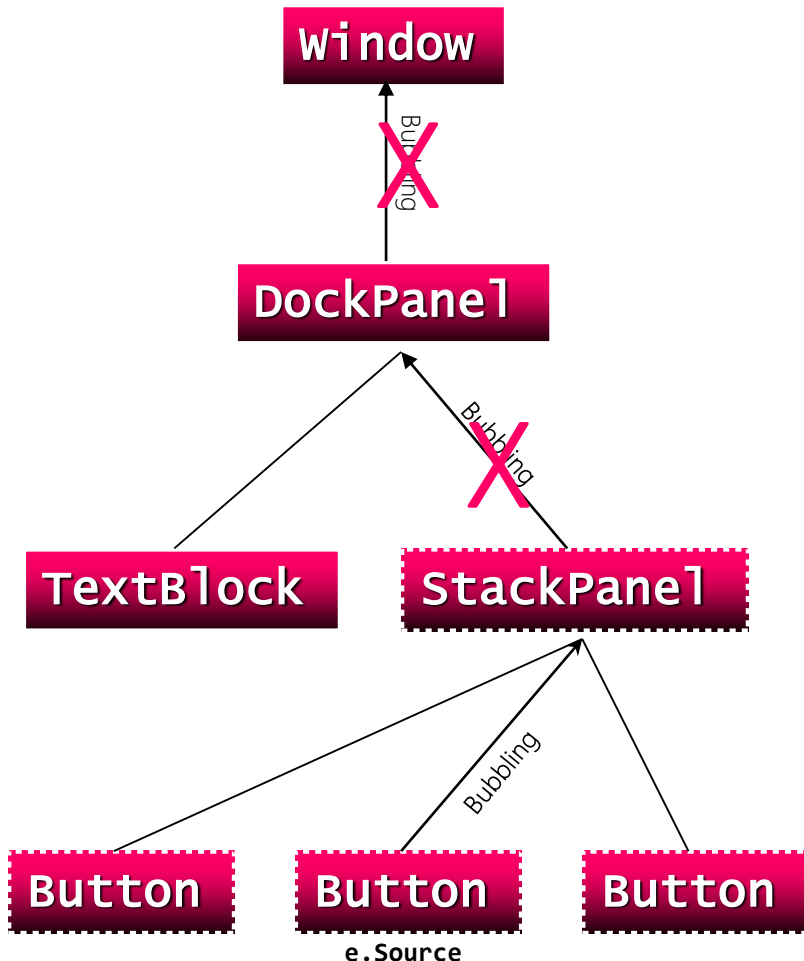 Window
Bubbling
DockPanel
Bubbling
X
X
TextBlock
StackPanel
Bubbling
Button
Button
Button
e.Source